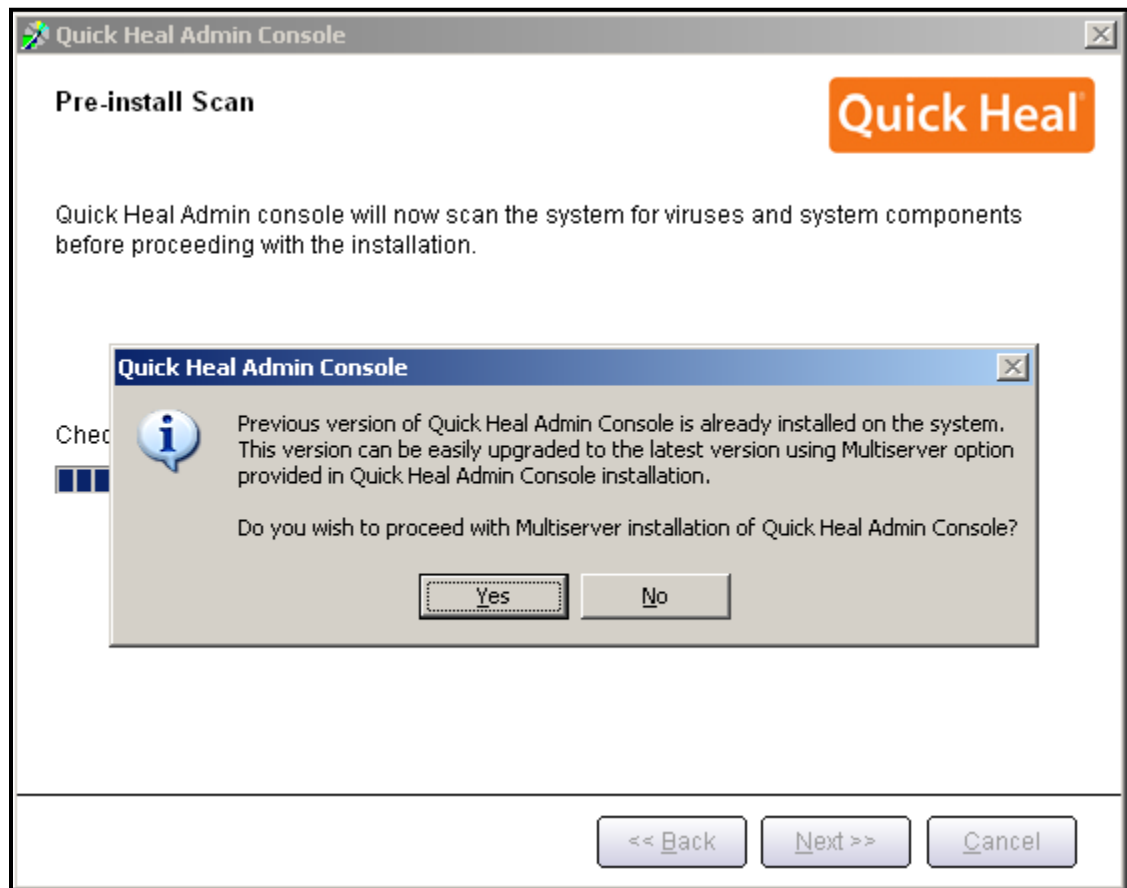 Quick Heal Admin Console
Pre-install Scan
Quick Heal
Quick Heal Admin console will now scan the system for viruses and system components
before proceeding with the installation.
Quick Heal Admin Console
Previous version of Quick Heal Admin Console is already installed on the system.
This version can be easily upgraded to the latest version using Multiserver option
provided in Quick Heal Admin Console installation.
Do you wish to proceed with Multiserver installation of Quick Heal Admin Console?
Yes No
<< Back Next >> Cancel